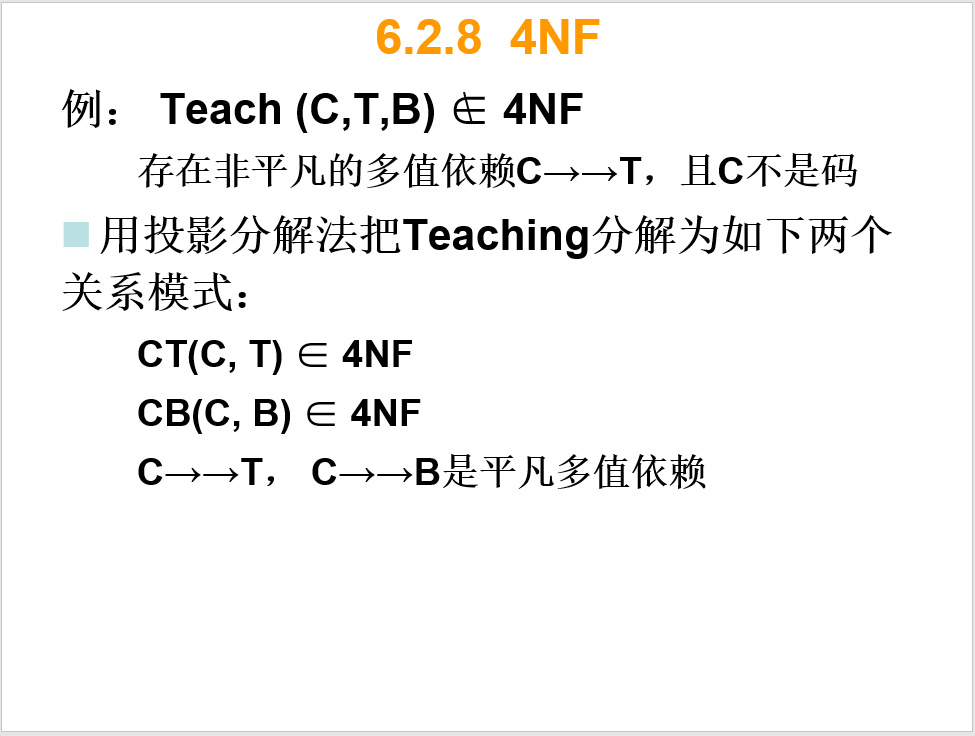 6.2.8 4NF
例： Teach (C,T,B) ∉ 4NF
存在非平凡的多值依赖C→→T，且C不是码
用投影分解法把Teaching分解为如下两个
关系模式：
CT(C, T) ∈ 4NF
CB(C, B) ∈ 4NF
C→→T， C→→B是平凡多值依赖